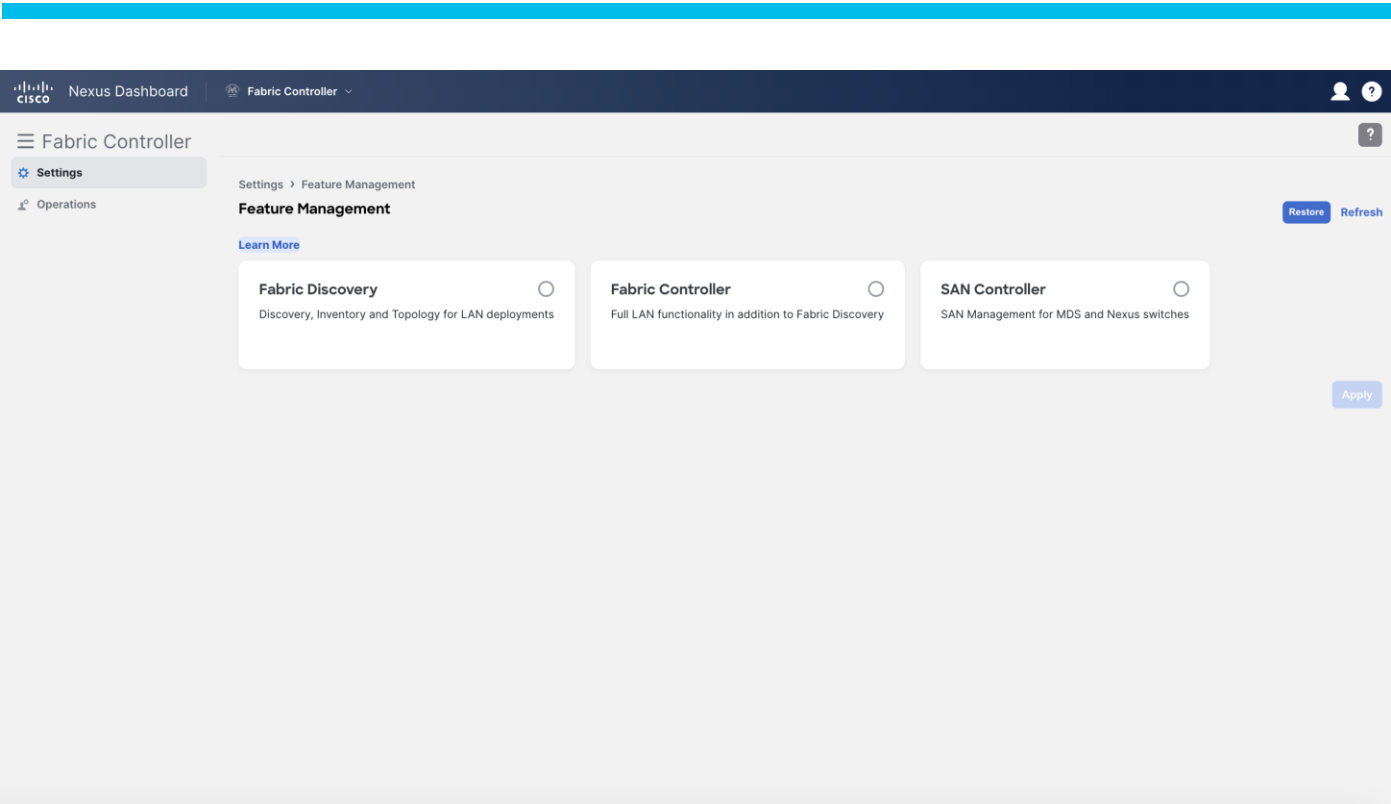 CISCO Nexus Dashboard Fabric Controller
?
Fabric Controller
?
Settings
Operations
Settings › Feature Management
Feature Management
Restore Refresh
Learn More
Fabric Discovery
Discovery, Inventory and Topology for LAN deployments
Fabric Controller
Full LAN functionality in addition to Fabric Discovery
SAN Controller
SAN Management for MDS and Nexus switches
Apply